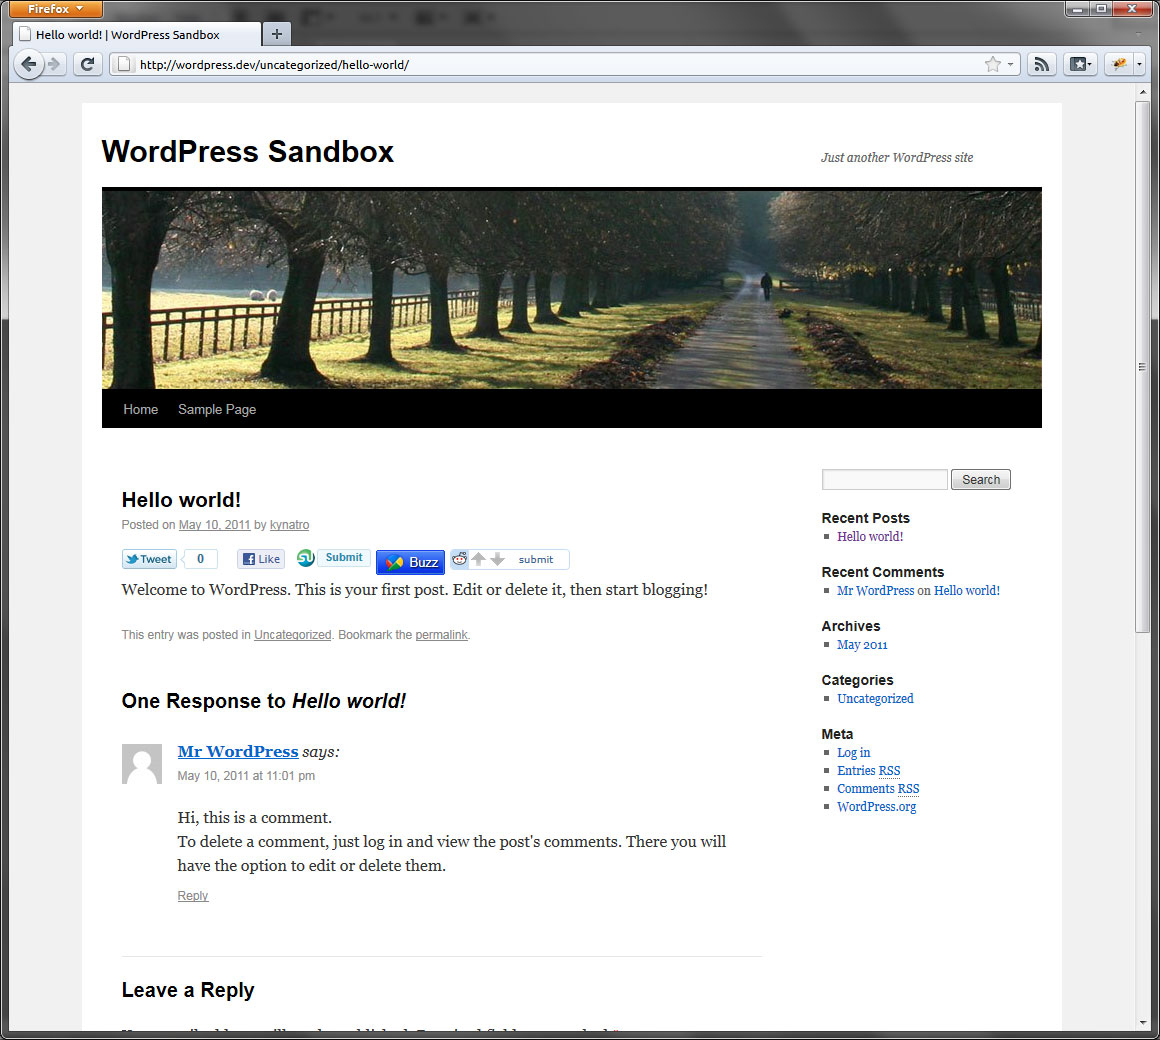 Firefox
Hello world! | WordPress Sandbox
http://wordpress.dev/uncategorized/hello-world/
WordPress Sandbox
Just another WordPress site
Home Sample Page
Search
Hello world!
Posted on May 10, 2011 by kynatro
Tweet 0 Like Submit Buzz submit
Welcome to WordPress. This is your first post. Edit or delete it, then start blogging!
This entry was posted in Uncategorized. Bookmark the permalink.
One Response to Hello world!
Mr WordPress says:
May 10, 2011 at 11:01 pm
Hi, this is a comment.
To delete a comment, just log in and view the post's comments. There you will
have the option to edit or delete them.
Reply
Leave a Reply
Recent Posts
Hello world!
Recent Comments
Mr WordPress on Hello world!
Archives
May 2011
Categories
Uncategorized
Meta
Log in
Entries RSS
Comments RSS
WordPress.org